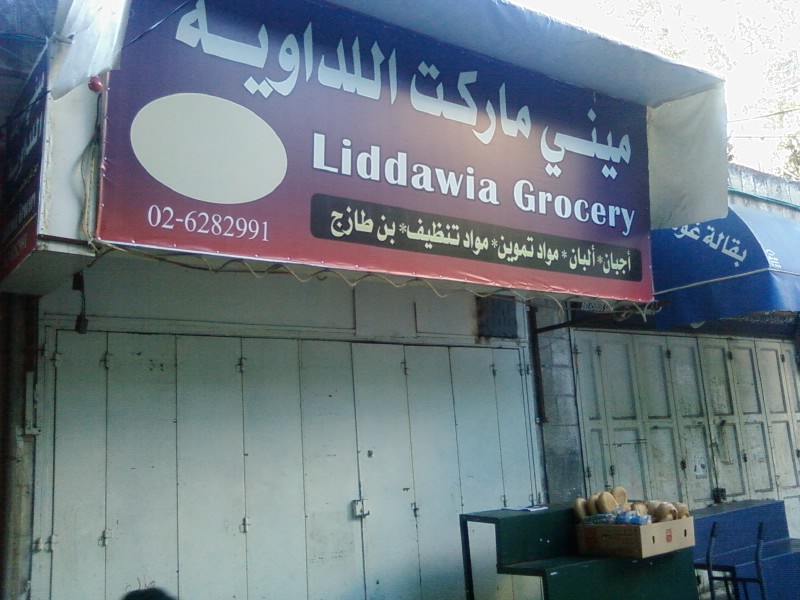 ميني ماركت اللداوية
Liddawia Grocery
02-6282991
أجبان* ألبان* مواد تموين* مواد تنظيف* بن طازج
بقالة